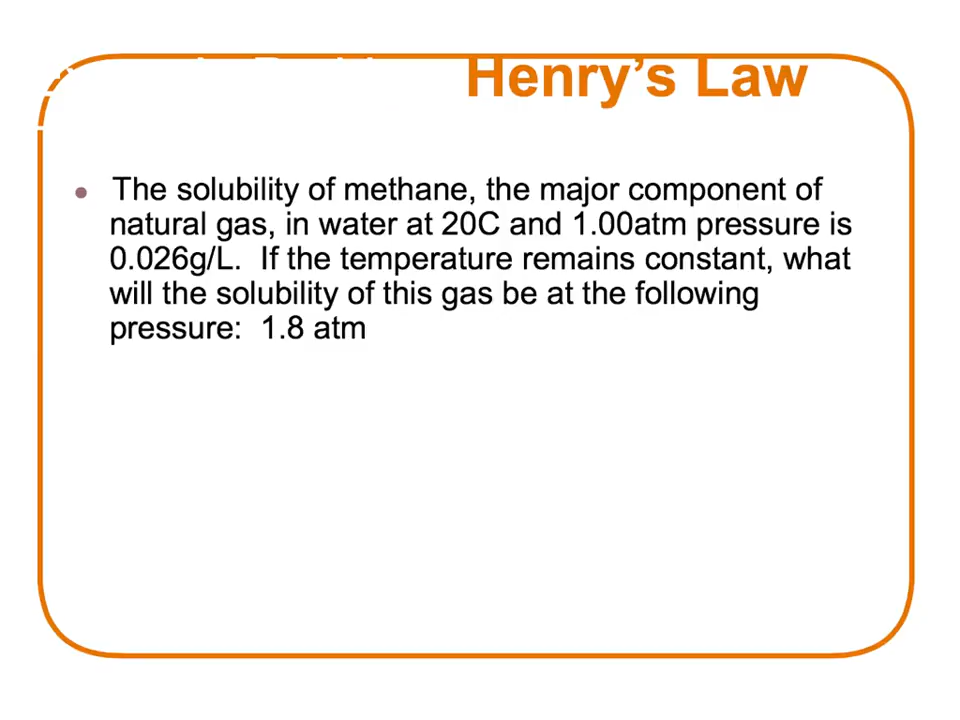 Henry’s Law
• The solubility of methane, the major component of
natural gas, in water at 20C and 1.00atm pressure is
0.026g/L. If the temperature remains constant, what
will the solubility of this gas be at the following
pressure: 1.8 atm